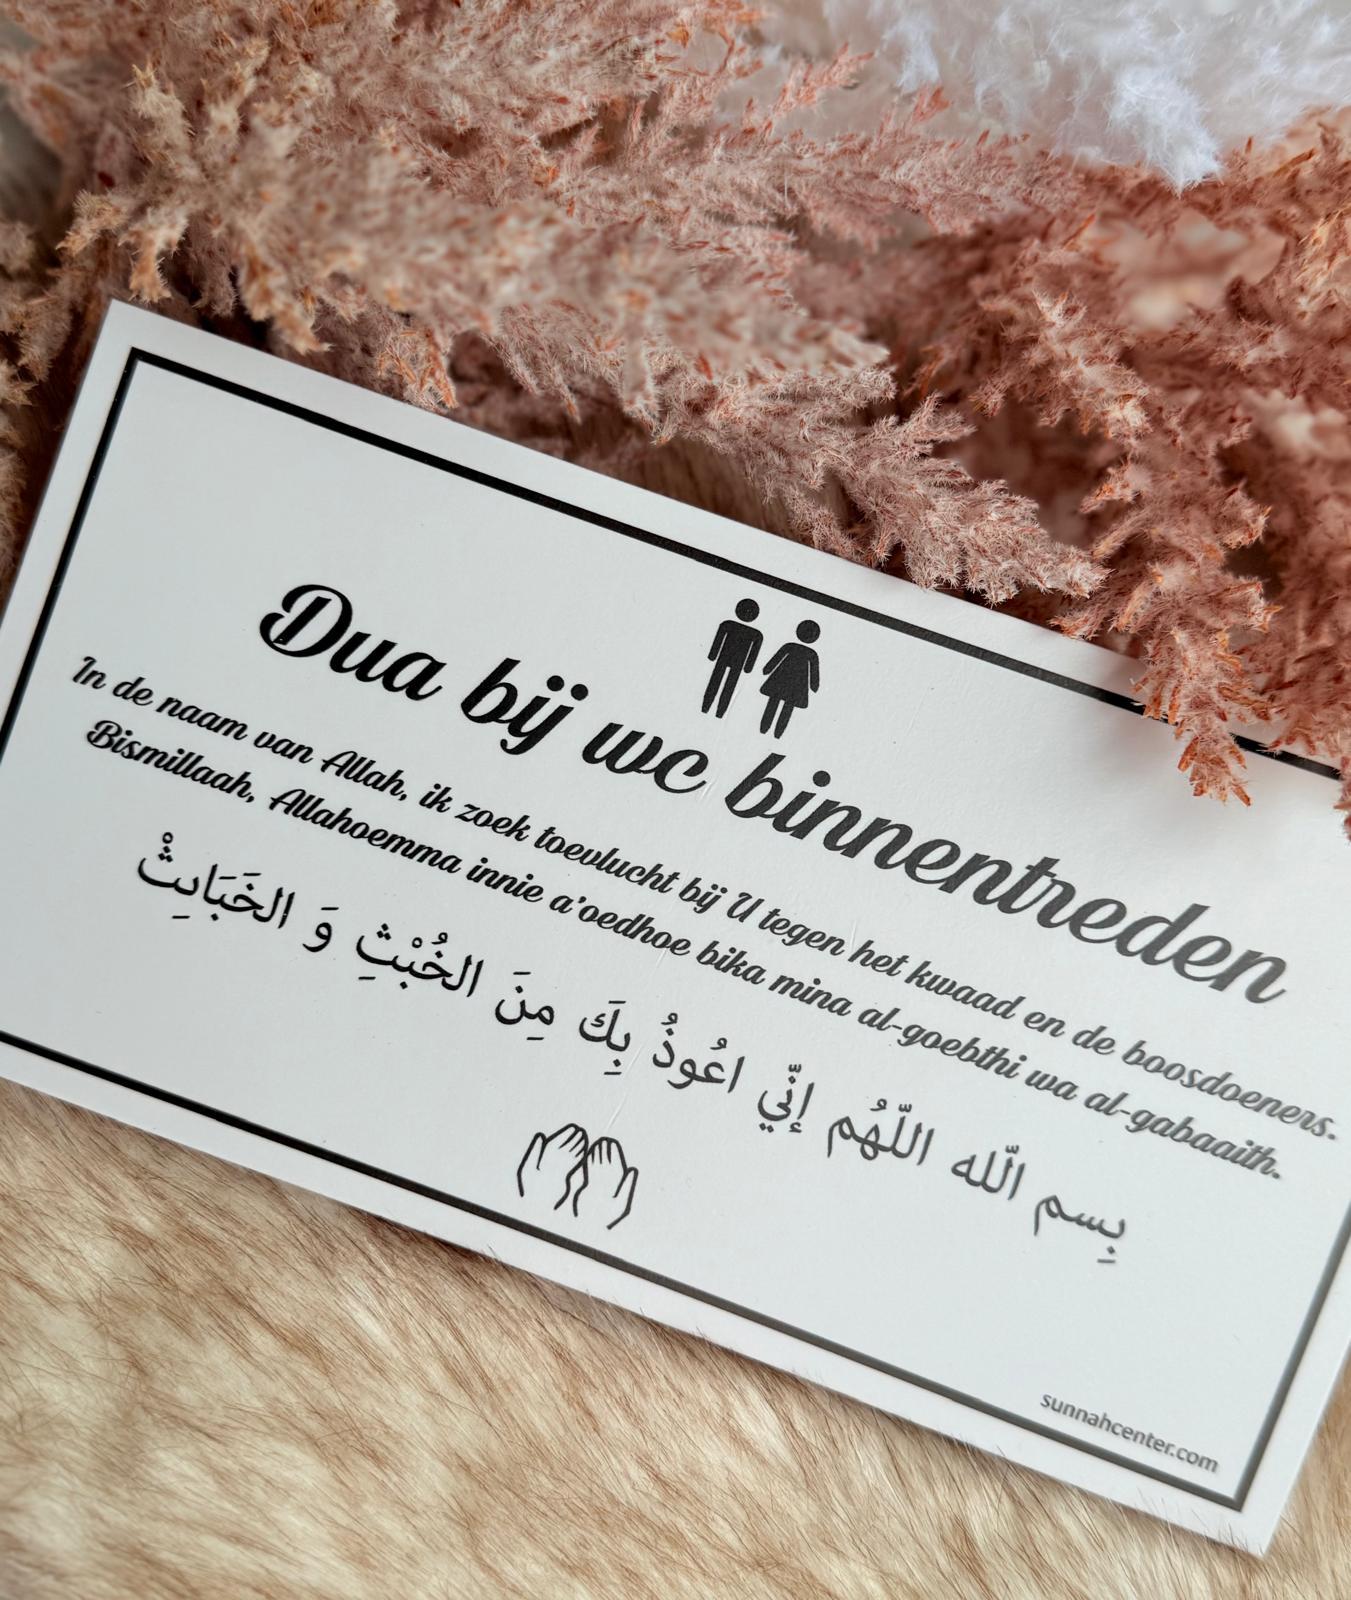 Dua bij wc binnentreden
In de naam van Allah, ik zoek toevlucht bij U tegen het kwaad en de boosdoeners.
Bismillaah, Allahoemma innie a'oedhoe bika mina al-goebthi wa al-gabaaith.
بِسم اللّٰه اللّهُم إنِّي اعُوذُ بِكَ مِنَ الخُبْثِ وَ الخَبَاىِثْ
sunnahcenter.com